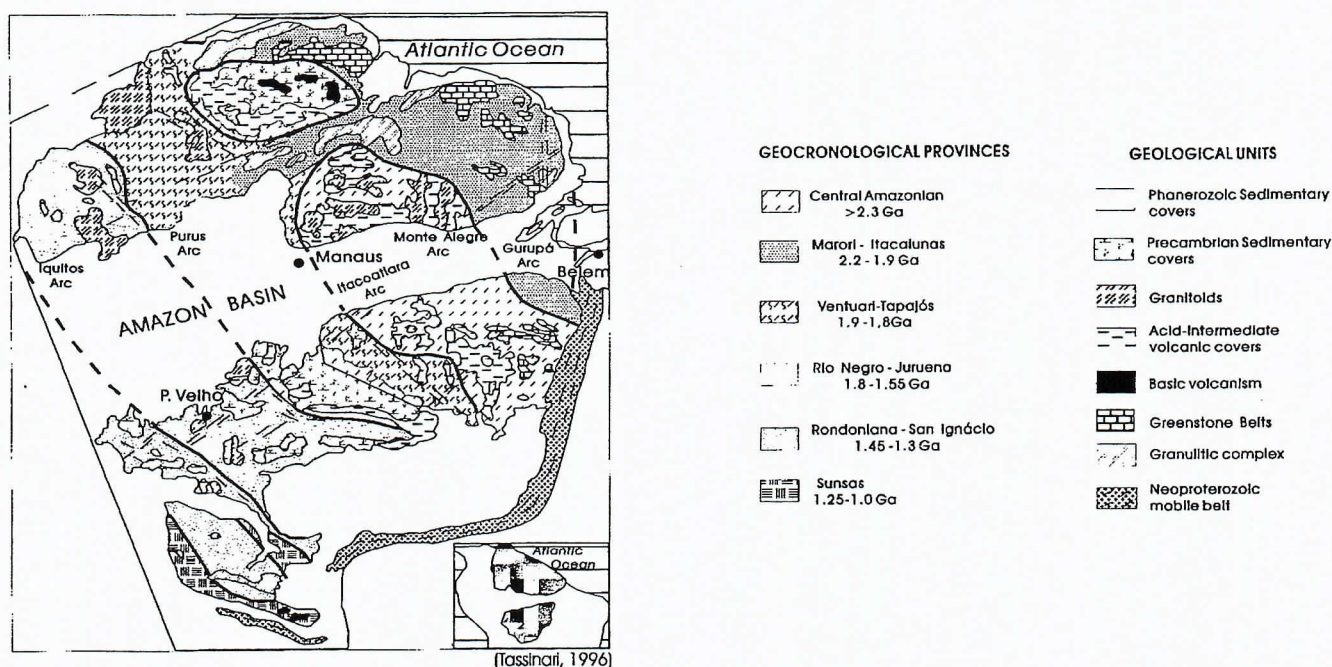 Atlantic Ocean
Purus
Arc
Iquitos
Arc
Manaus
Monte Alegre
Arc
Gurupá
Arc
Belem
Itacoatiara
Arc
AMAZON BASIN
P. Velho
Atlantic
Ocean
(Tassinari, 1996)
GEOCRONOLOGICAL PROVINCES
Central Amazonian
>2.3 Ga
Marori - Itacaiunas
2.2 - 1.9 Ga
Ventuari-Tapajós
1.9 -1,8Ga
Rio Negro - Juruena
1.8 - 1.55 Ga
Rondoniana - San Ignácio
1.45 - 1.3 Ga
Sunsas
1.25-1.0 Ga
GEOLOGICAL UNITS
Phanerozoic Sedimentary
covers
Precambrian Sedimentary
covers
Granitoids
Acid-Intermediate
volcanic covers
Basic volcanism
Greenstone Belts
Granulitic complex
Neoproterozoic
mobile belt